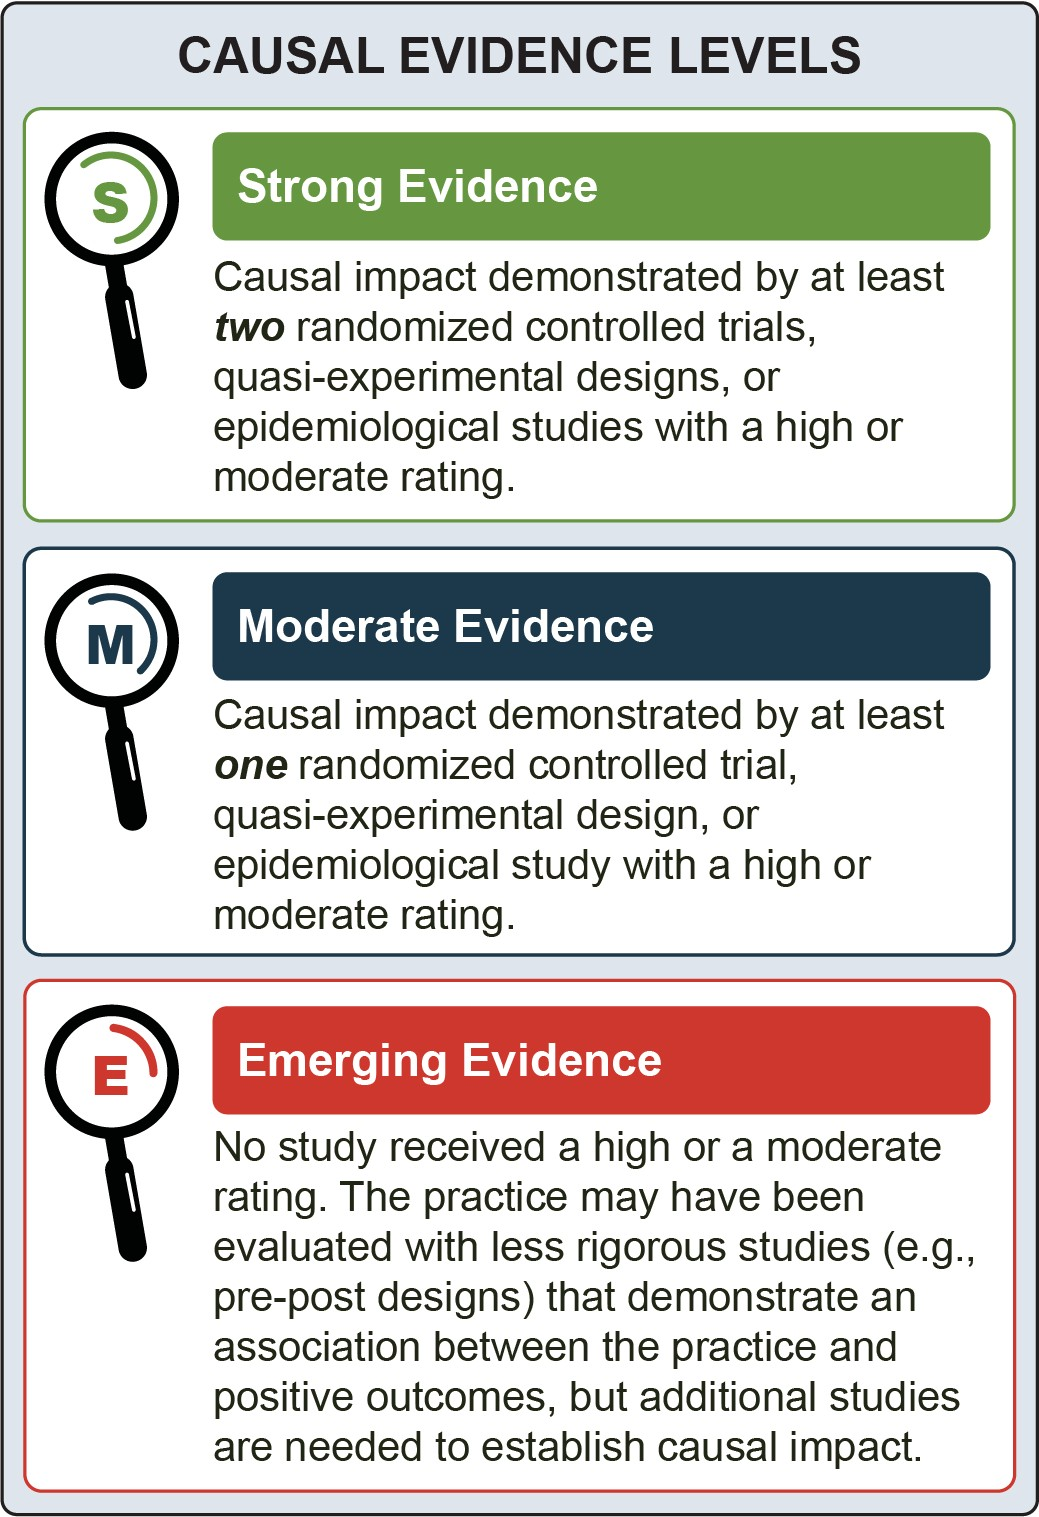 CAUSAL EVIDENCE LEVELS
S
Strong Evidence
Causal impact demonstrated by at least
two randomized controlled trials,
quasi-experimental designs, or
epidemiological studies with a high or
moderate rating.
M
Moderate Evidence
Causal impact demonstrated by at least
one randomized controlled trial,
quasi-experimental design, or
epidemiological study with a high or
moderate rating.
E
Emerging Evidence
No study received a high or a moderate
rating. The practice may have been
evaluated with less rigorous studies (e.g.,
pre-post designs) that demonstrate an
association between the practice and
positive outcomes, but additional studies
are needed to establish causal impact.